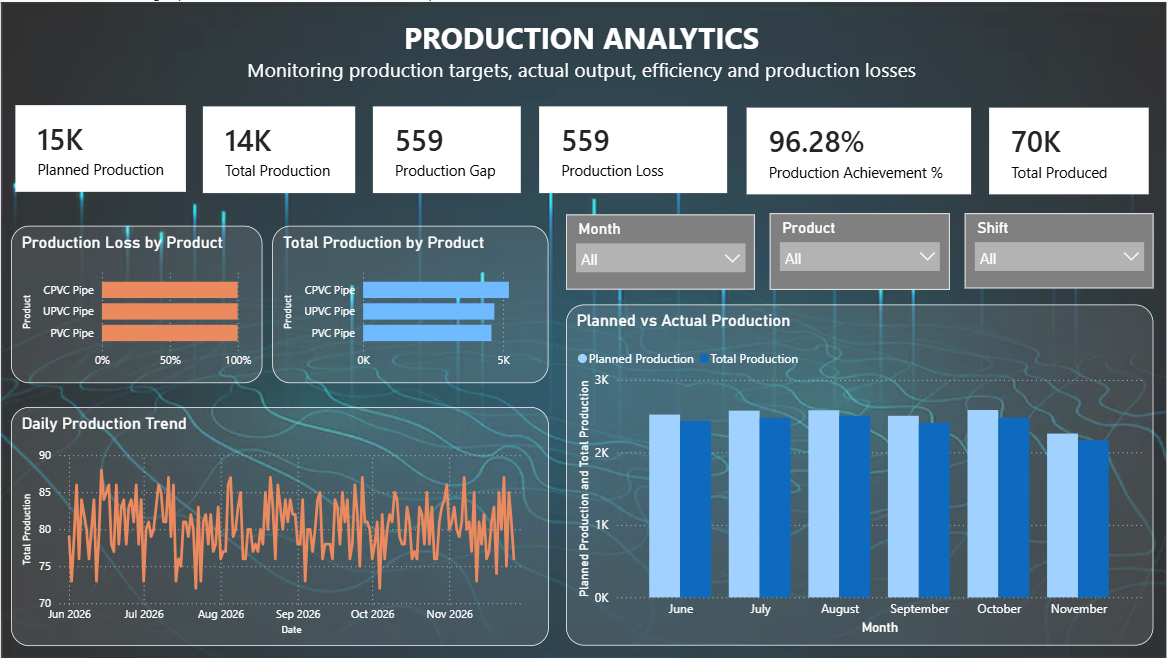 PRODUCTION ANALYTICS
Monitoring production targets, actual output, efficiency and production losses
15K
Planned Production
14K
Total Production
559
Production Gap
559
Production Loss
96.28%
Production Achievement %
70K
Total Produced
Month
All
Product
All
Shift
All
Production Loss by Product
Product
CPVC Pipe
UPVC Pipe
PVC Pipe
0% 50% 100%
Total Production by Product
Product
CPVC Pipe
UPVC Pipe
PVC Pipe
0K 5K
Planned vs Actual Production
Planned Production Total Production
Planned Production and Total Production
3K
2K
1K
0K
June July August September October November
Month
Daily Production Trend
Total Production
90
85
80
75
70
Jun 2026 Jul 2026 Aug 2026 Sep 2026 Oct 2026 Nov 2026
Date